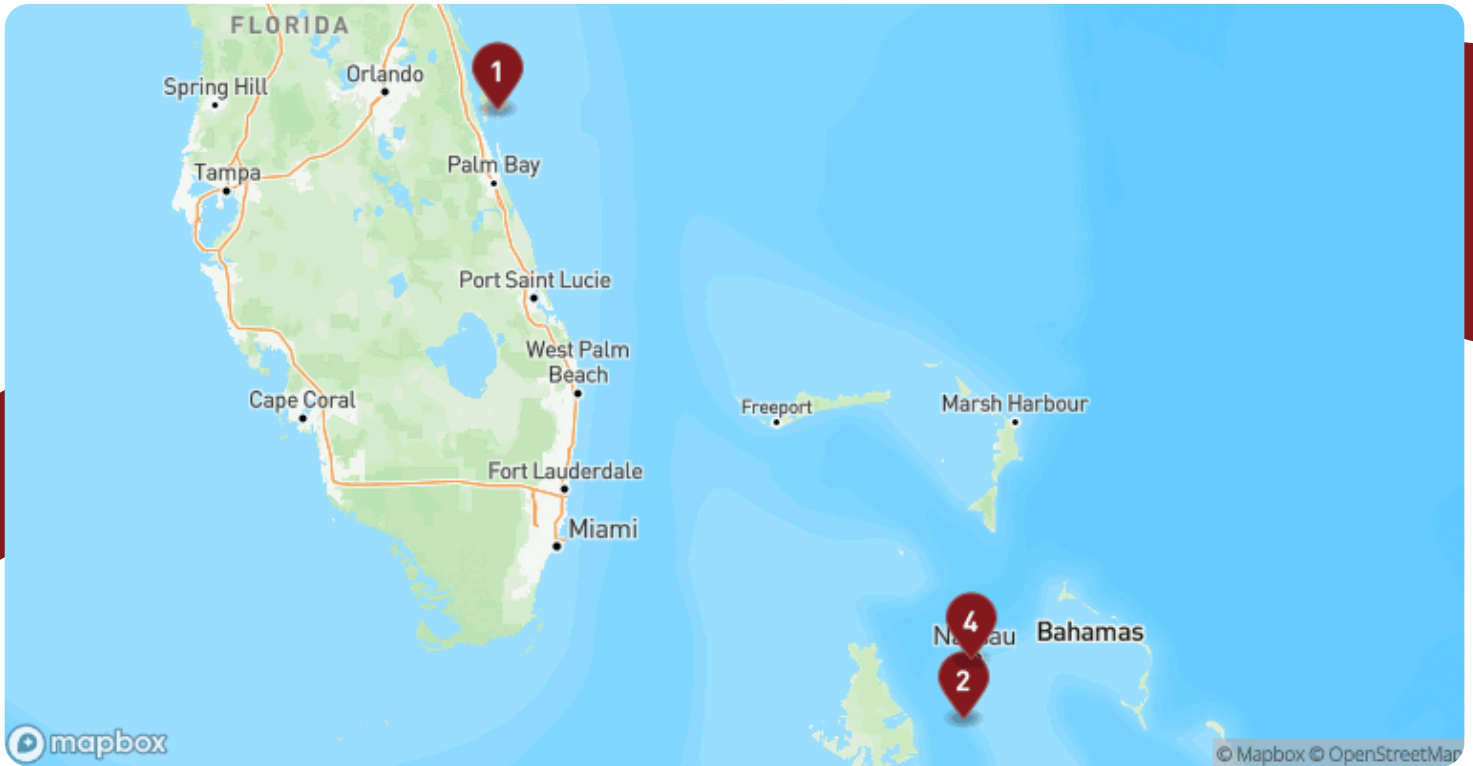 FLORIDA
1
Orlando
Spring Hill
Palm Bay
Tampa
Port Saint Lucie
West Palm
Beach
Cape Coral
Freeport
Marsh Harbour
Fort Lauderdale
Miami
4
Bahamas
2
mapbox
© Mapbox © OpenStreetMap